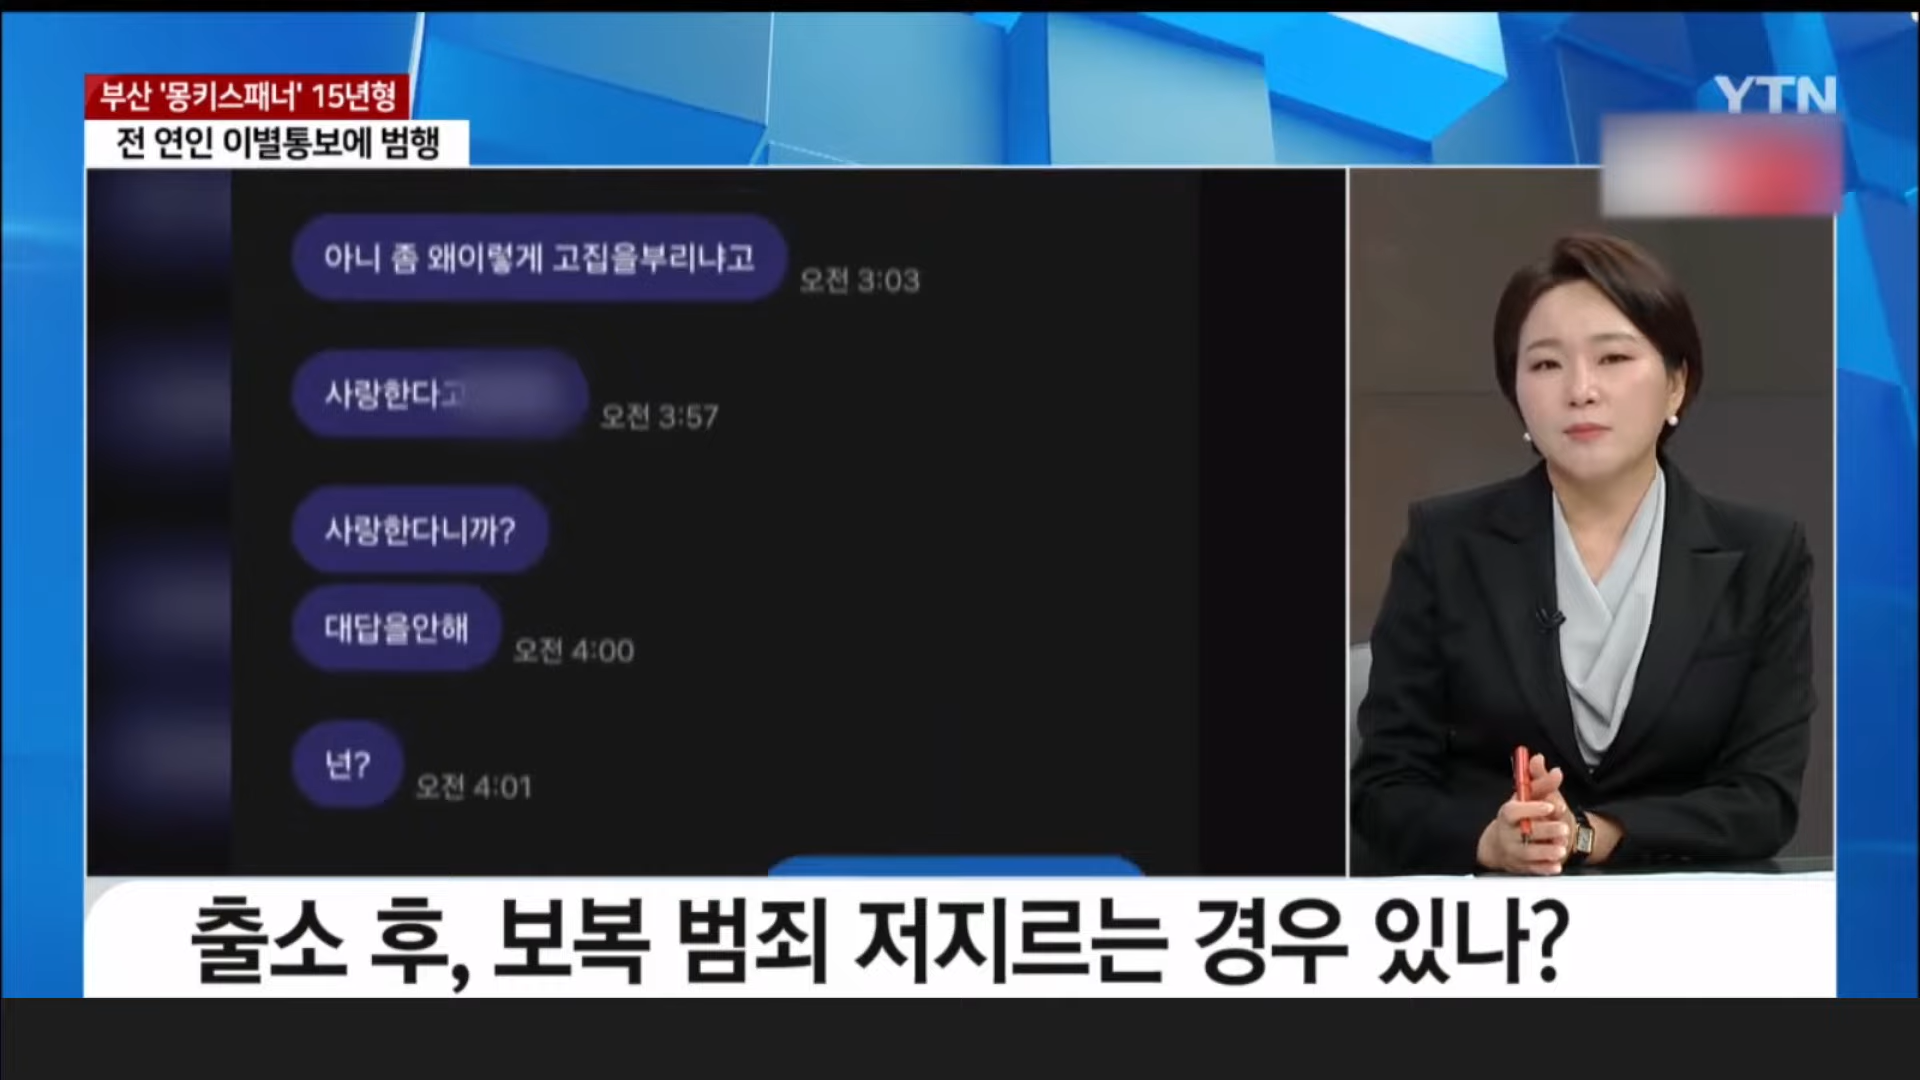 부산 '몽키스패너' 15년형
전 연인 이별통보에 범행
YTN
아니 좀 왜이렇게 고집을부리냐고
오전 3:03
사랑한다고
오전 3:57
사랑한다니까?
대답을안해
오전 4:00
넌?
오전 4:01
출소 후, 보복 범죄 저지르는 경우 있나?